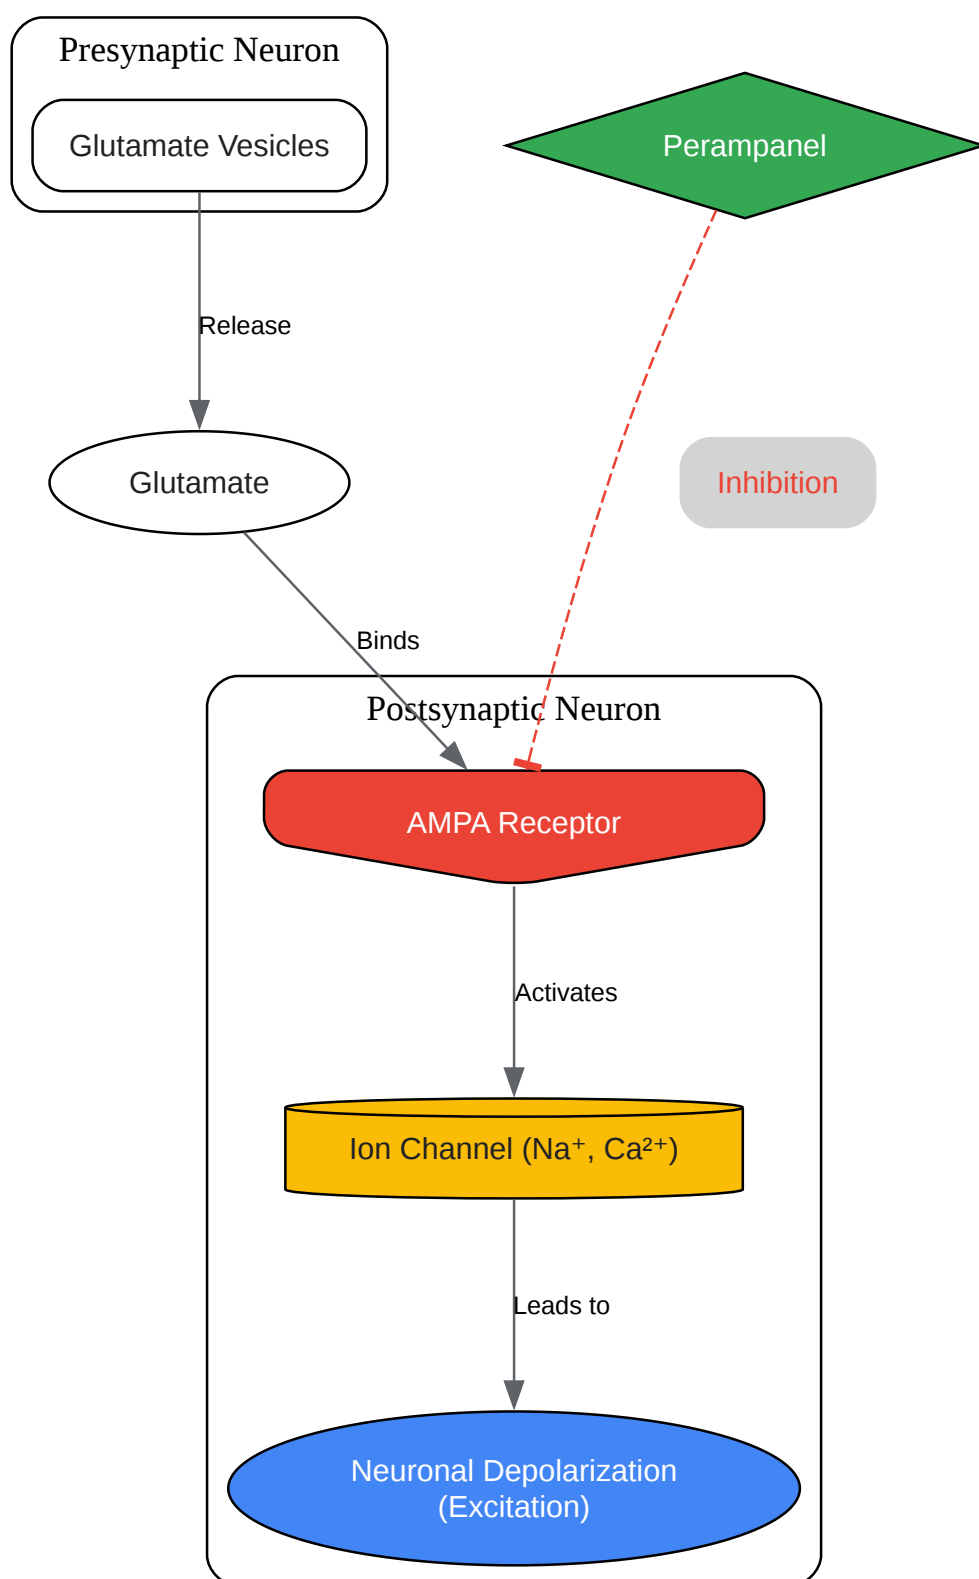 Presynaptic Neuron
Glutamate Vesicles
Perampanel
Release
Glutamate
Inhibition
Binds
Postsynaptic Neuron
AMPA Receptor
Activates
Ion Channel (Na⁺, Ca²⁺)
Leads to
Neuronal Depolarization
(Excitation)